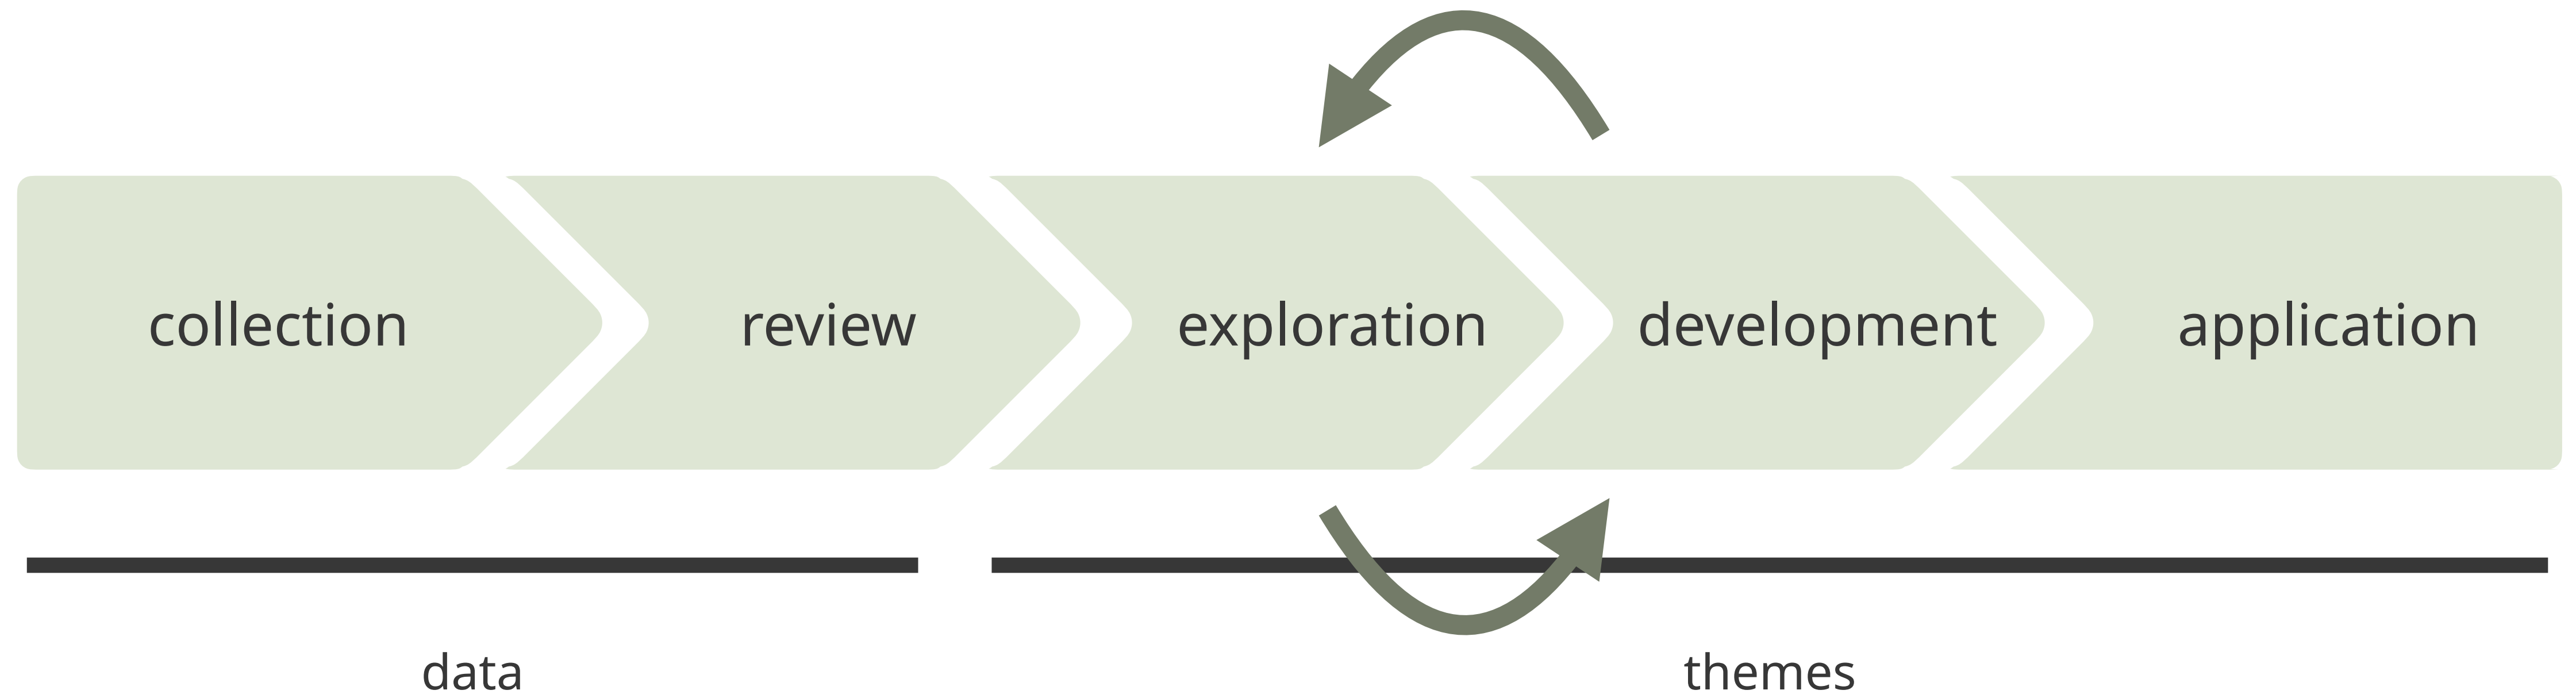 collection
review
exploration
development
application
data
themes